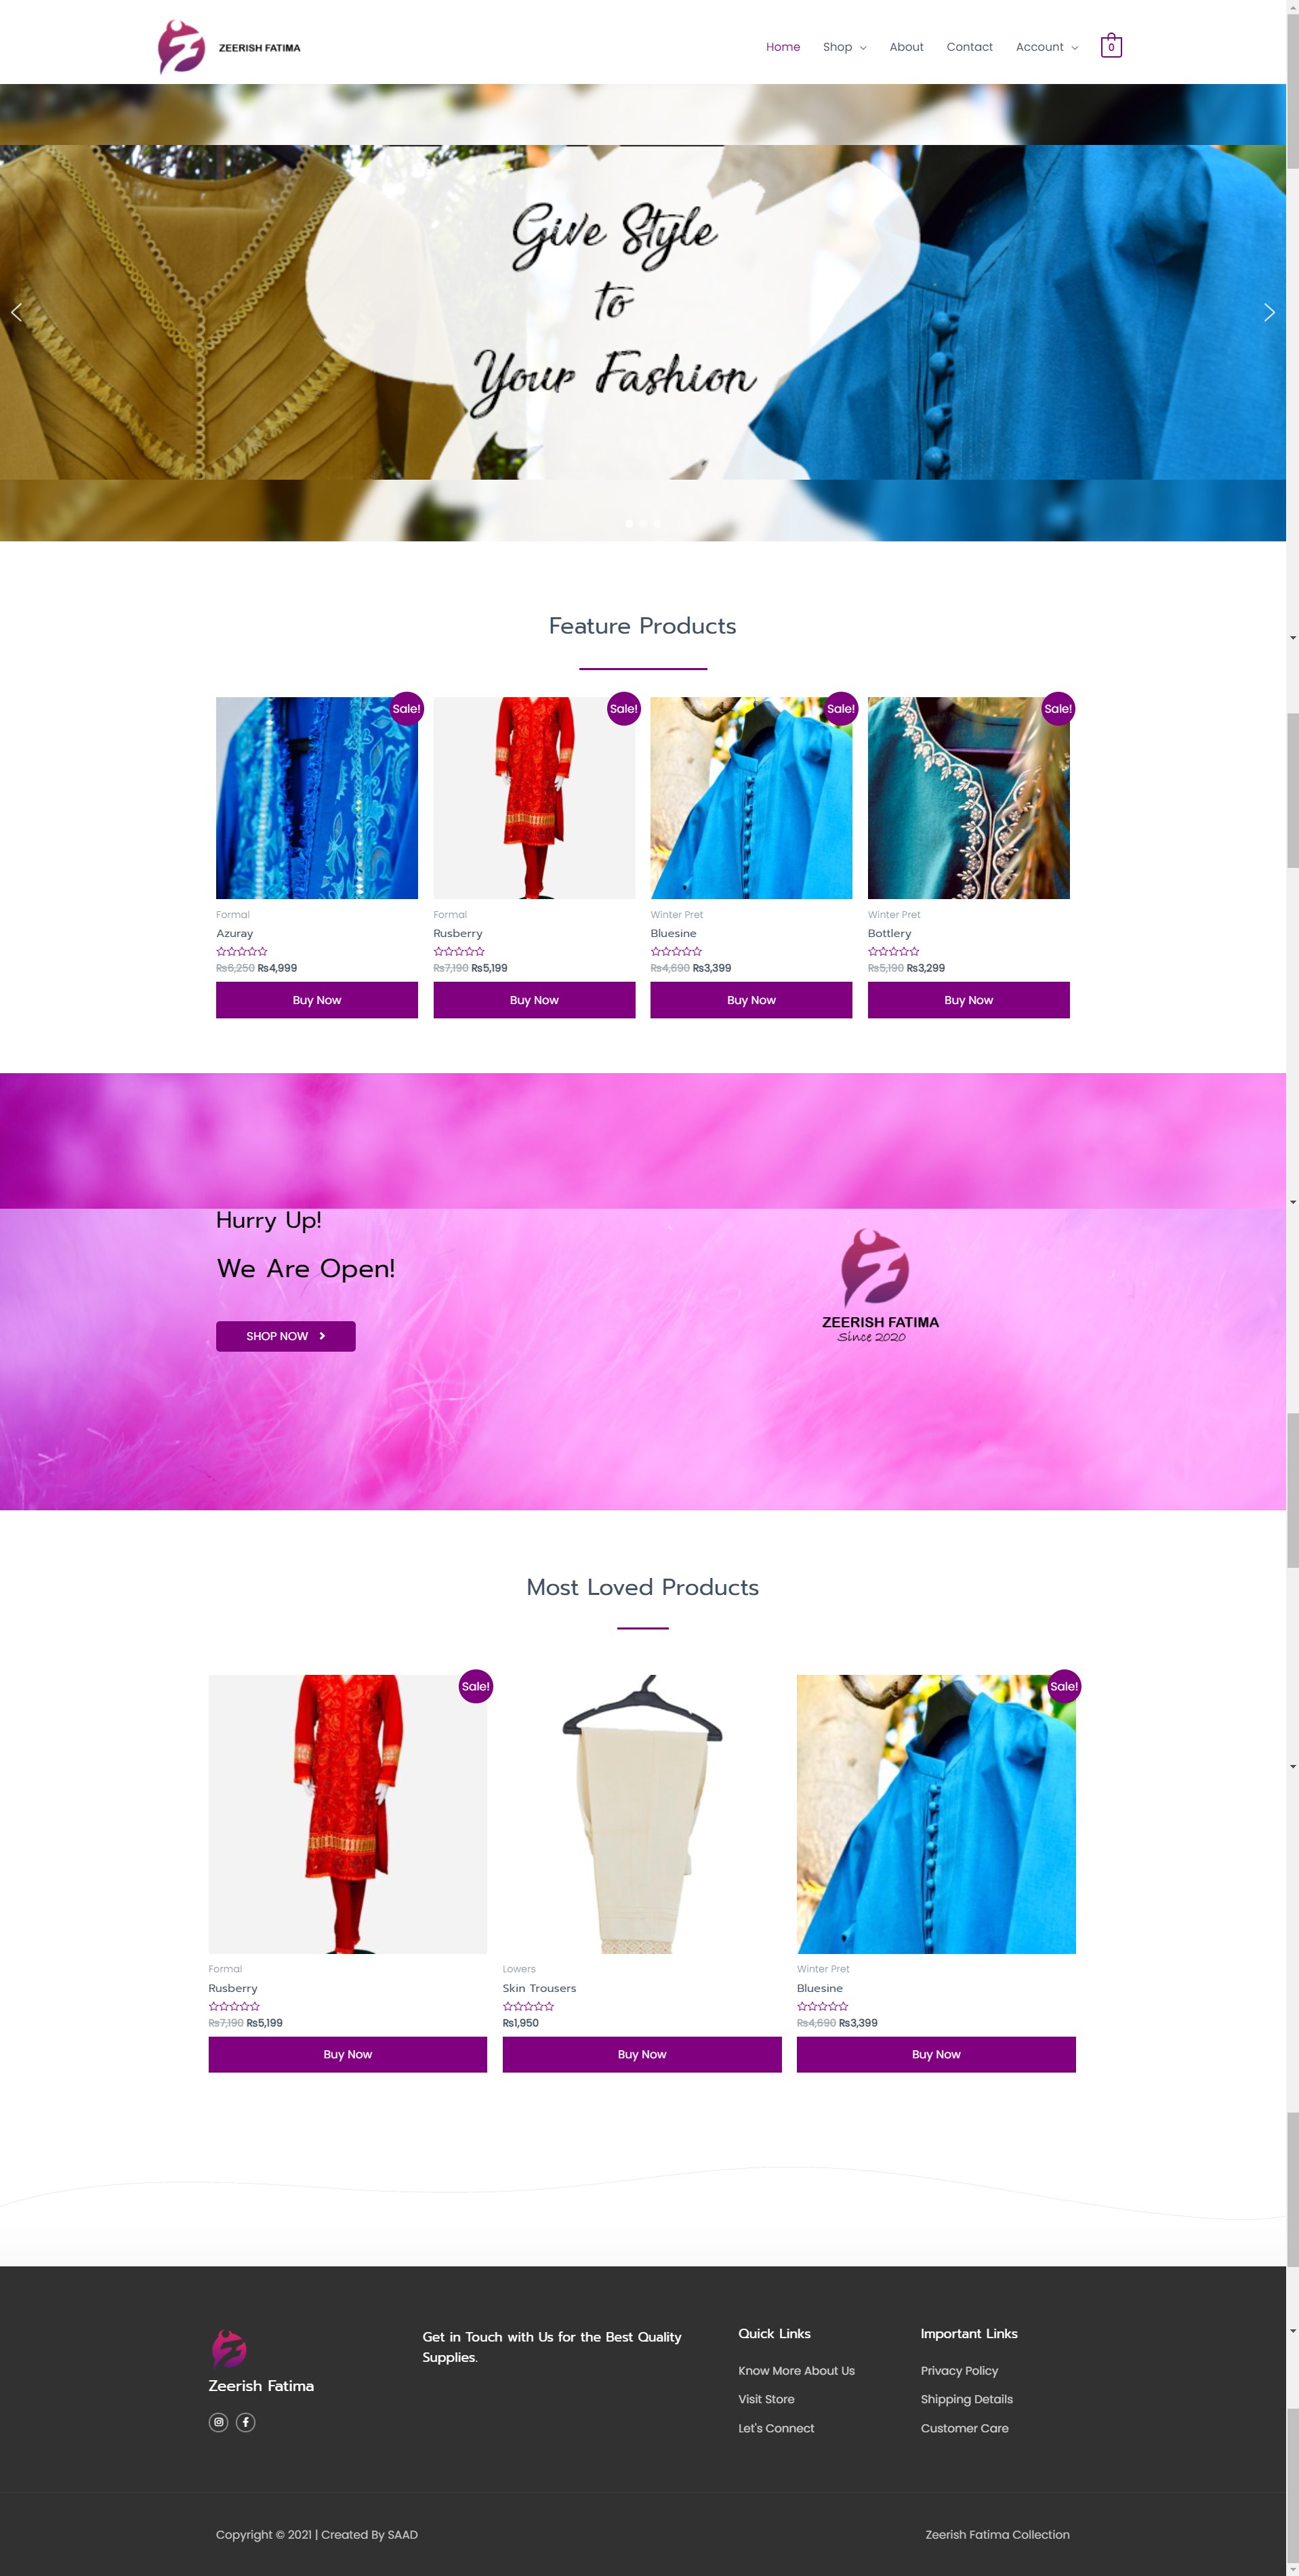 ZEERISH FATIMA
Home Shop About Contact Account 0
Give Style
to
Your Fashion
Feature Products
Sale! Sale! Sale! Sale!
Formal Formal Winter Pret Winter Pret
Azuray Rusberry Bluesine Bottlery
₨6,250 ₨4,999 ₨7,190 ₨5,199 ₨4,690 ₨3,399 ₨5,190 ₨3,299
Buy Now Buy Now Buy Now Buy Now
Hurry Up!
We Are Open!
SHOP NOW
ZEERISH FATIMA
Since 2020
Most Loved Products
Sale! Sale!
Formal Lowers Winter Pret
Rusberry Skin Trousers Bluesine
₨7,190 ₨5,199 ₨1,950 ₨4,690 ₨3,399
Buy Now Buy Now Buy Now
Zeerish Fatima
Get in Touch with Us for the Best Quality
Supplies.
Quick Links
Know More About Us
Visit Store
Let's Connect
Important Links
Privacy Policy
Shipping Details
Customer Care
Copyright © 2021 | Created By SAAD
Zeerish Fatima Collection